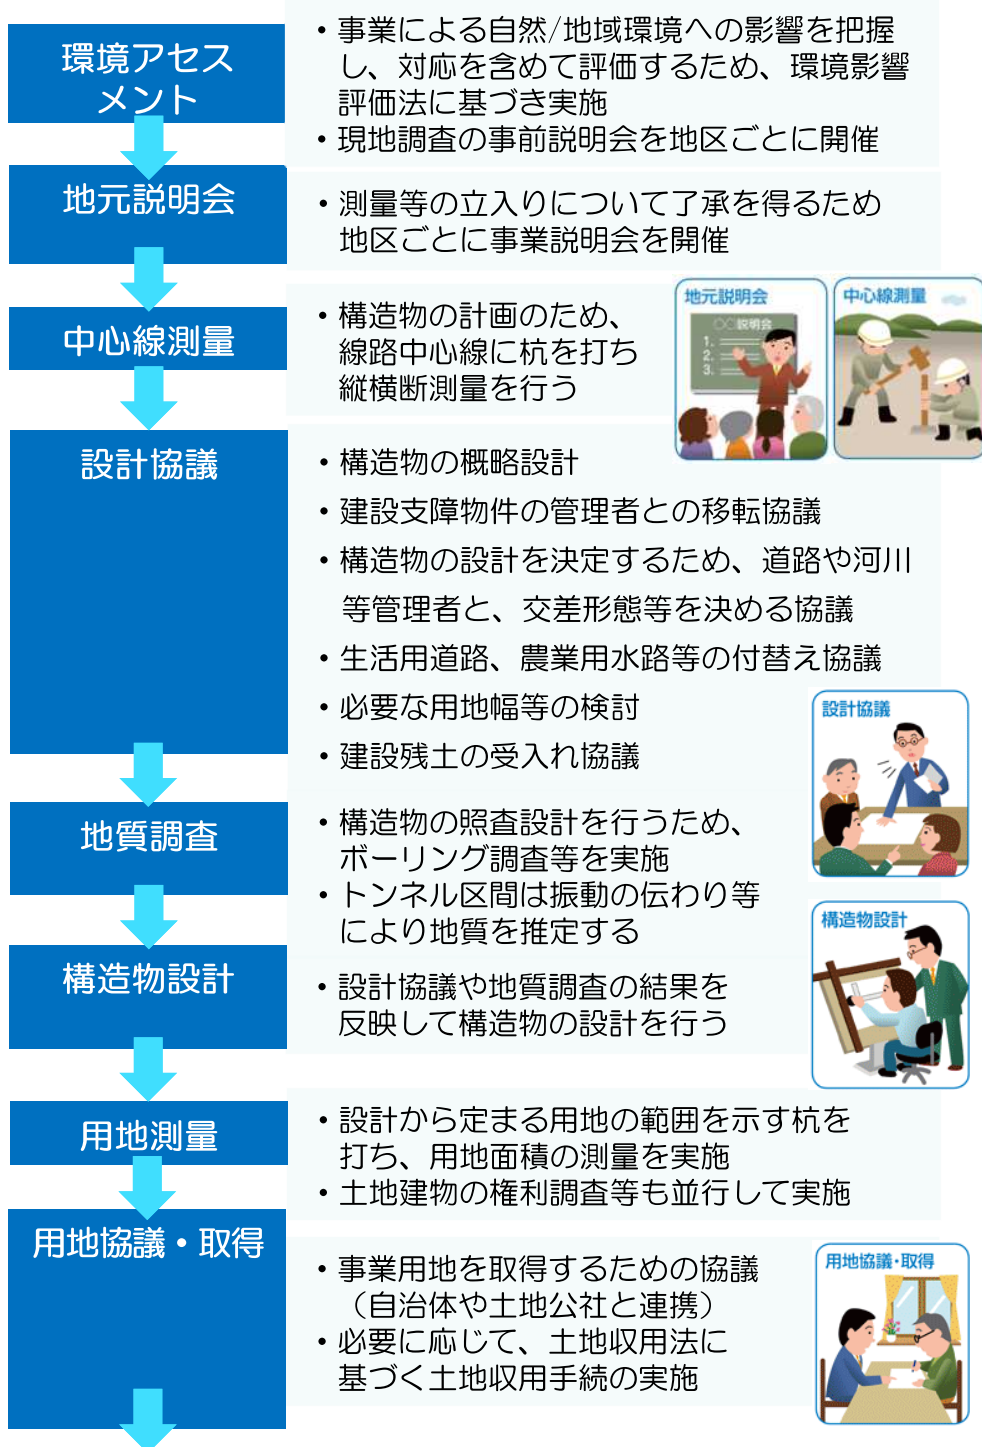 環境アセス
メント
・事業による自然/地域環境への影響を把握
し、対応を含めて評価するため、環境影響
評価法に基づき実施
・現地調査の事前説明会を地区ごとに開催
地元説明会
・測量等の立入りについて了承を得るため
地区ごとに事業説明会を開催
中心線測量
・構造物の計画のため、
線路中心線に杭を打ち
縦横断測量を行う
地元説明会
〇〇説明会
1.
2.
3.
中心線測量
設計協議
・構造物の概略設計
・建設支障物件の管理者との移転協議
・構造物の設計を決定するため、道路や河川
等管理者と、交差形態等を決める協議
・生活用道路、農業用水路等の付替え協議
・必要な用地幅等の検討
・建設残土の受入れ協議
設計協議
地質調査
・構造物の照査設計を行うため、
ボーリング調査等を実施
・トンネル区間は振動の伝わり等
により地質を推定する
構造物設計
構造物設計
・設計協議や地質調査の結果を
反映して構造物の設計を行う
用地測量
・設計から定まる用地の範囲を示す杭を
打ち、用地面積の測量を実施
・土地建物の権利調査等も並行して実施
用地協議・取得
・事業用地を取得するための協議
（自治体や土地公社と連携）
・必要に応じて、土地収用法に
基づく土地収用手続の実施
用地協議・取得